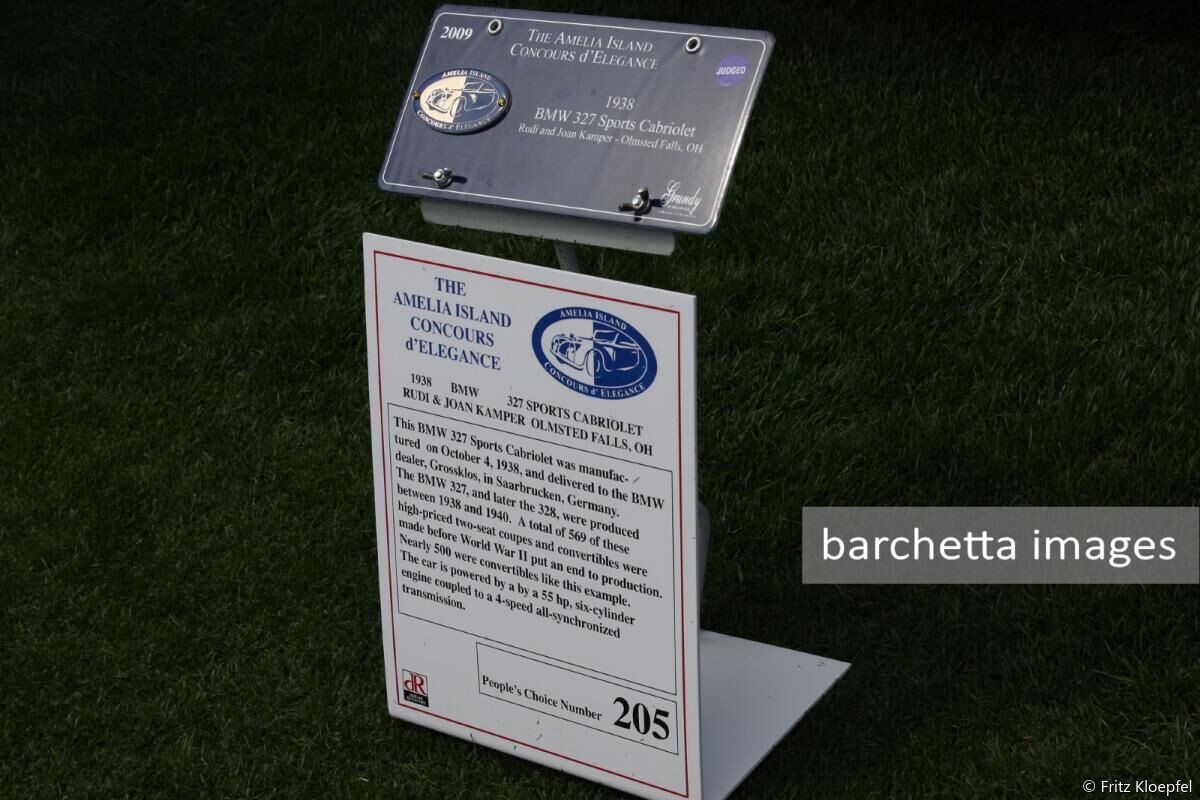 2009
THE AMELIA ISLAND
CONCOURS d'ELEGANCE
JUDGED
AMELIA ISLAND
CONCOURS d'ELEGANCE
1938
BMW 327 Sports Cabriolet
Rudi and Joan Kamper - Olmsted Falls, OH
Grundy
THE
AMELIA ISLAND
CONCOURS
d'ELEGANCE
AMELIA ISLAND
CONCOURS d' ELEGANCE
1938 BMW 327 SPORTS CABRIOLET
RUDI & JOAN KAMPER OLMSTED FALLS, OH
This BMW 327 Sports Cabriolet was manufac-
tured on October 4, 1938, and delivered to the BMW
dealer, Grossklos, in Saarbrucken, Germany.
The BMW 327, and later the 328, were produced
between 1938 and 1940. A total of 569 of these
high-priced two-seat coupes and convertibles were
made before World War II put an end to production.
Nearly 500 were convertibles like this example.
The car is powered by a by a 55 hp, six-cylinder
engine coupled to a 4-speed all-synchronized
transmission.
People's Choice Number 205
dR
barchetta images
© Fritz Kloepfel